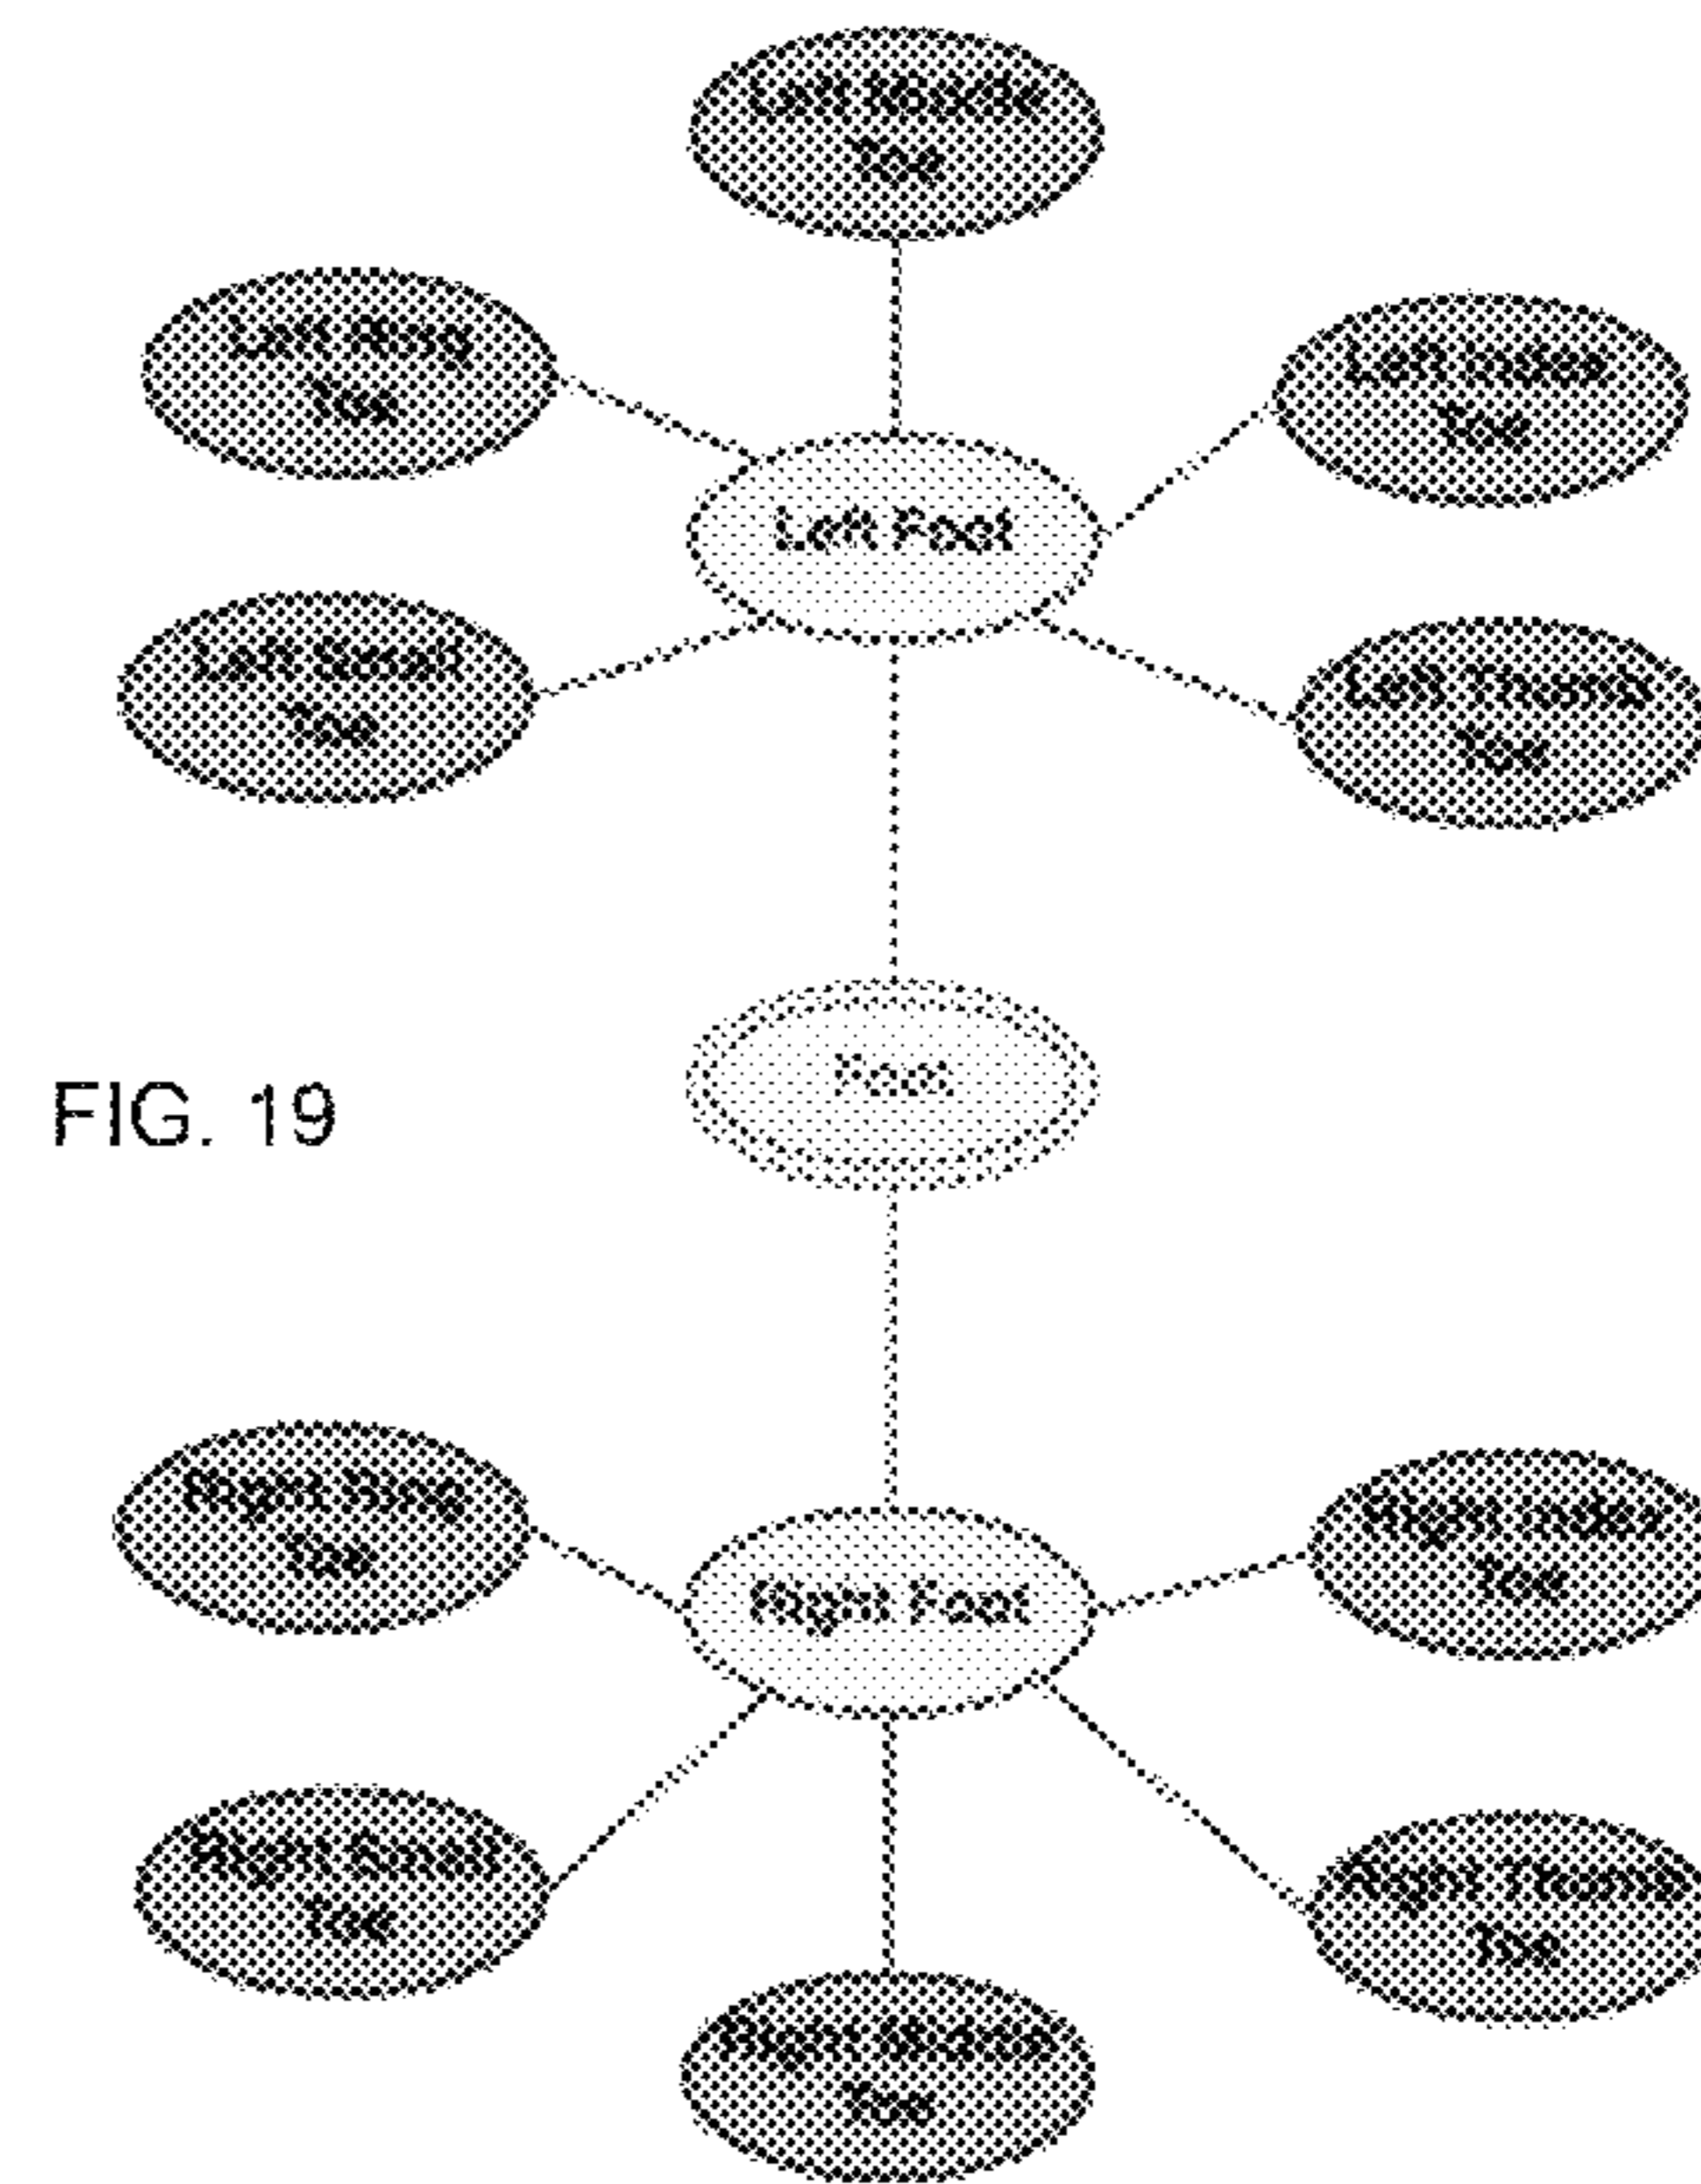 Left Middle
Toe
Left Ring
Toe
Left Index
Toe
Left Foot
Left Small
Toe
Left Thumb
Toe
Root
FIG. 19
Right Ring
Toe
Right Index
Toe
Right Foot
Right Small
Toe
Right Thumb
Toe
Right Middle
Toe